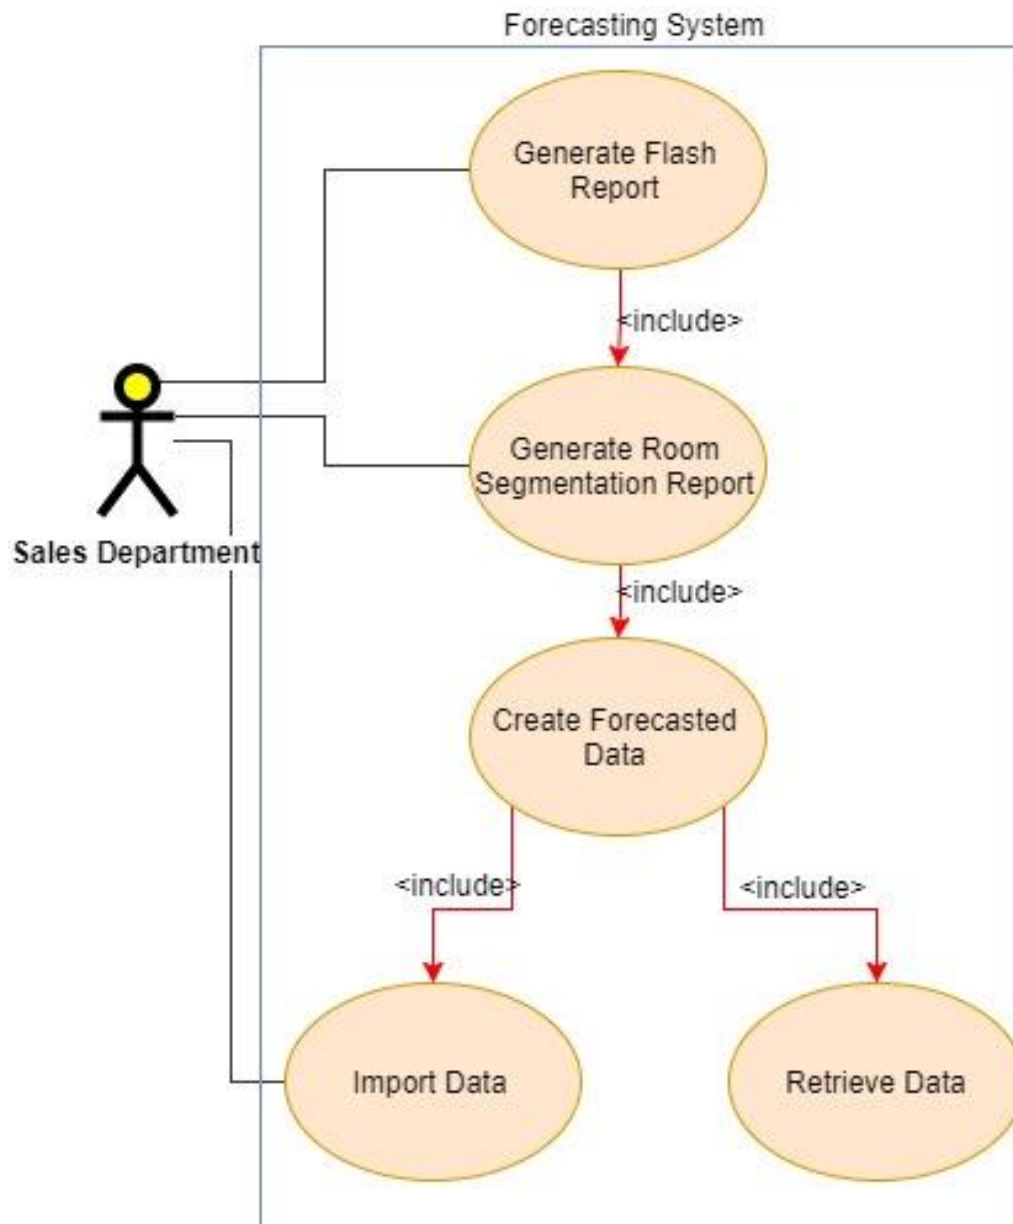 Forecasting System
Generate Flash
Report
<include>
Generate Room
Segmentation Report
Sales Department
<include>
Create Forecasted
Data
<include>
<include>
Import Data
Retrieve Data